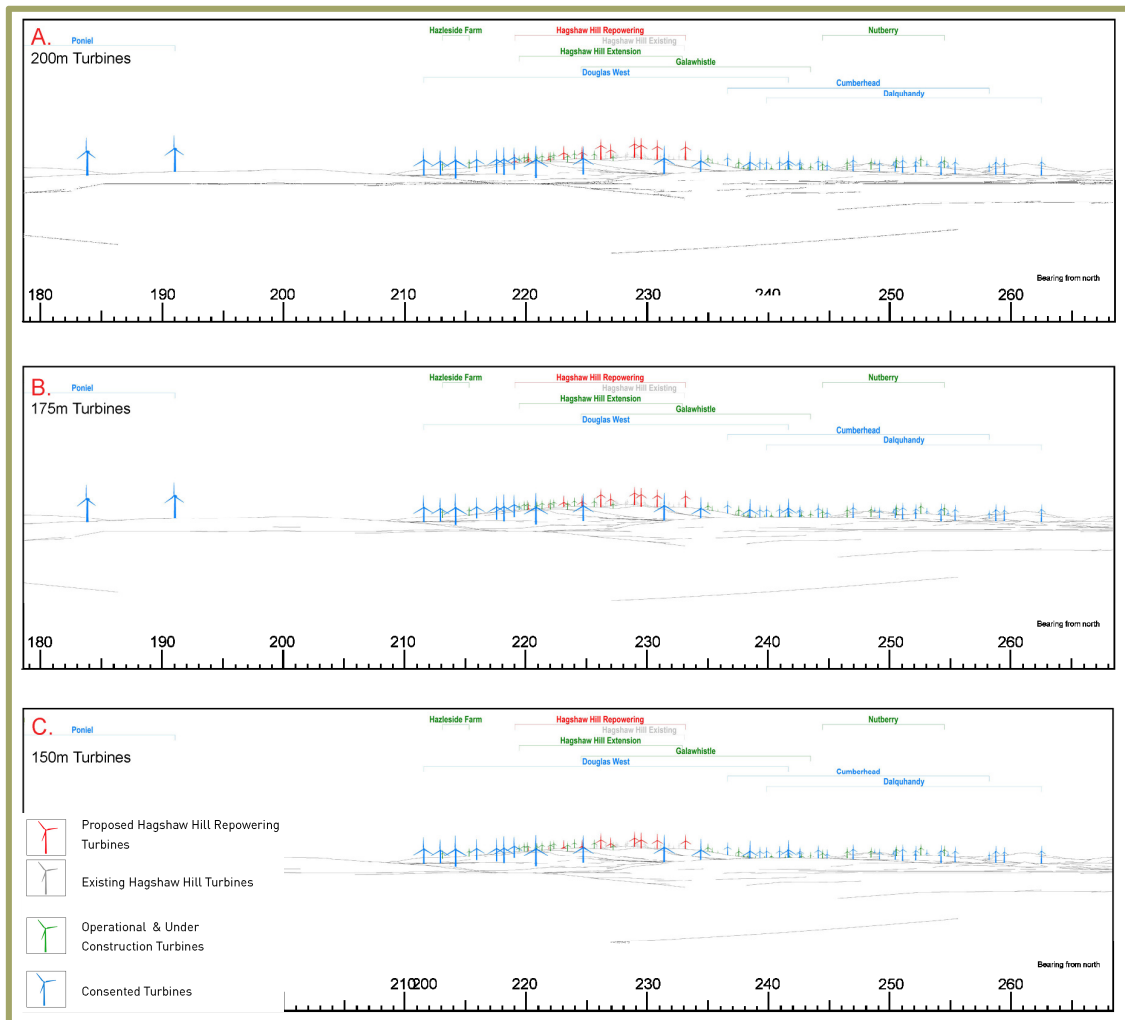 A.
200m Turbines
Hazleside Farm
Hagshaw Hill Repowering
Nutberry
Poniel
Hagshaw Hill Existing
Hagshaw Hill Extension
Galawhistle
Douglas West
Cumberhead
Dalquhandy
Bearing from north
180 190 200 210 220 230 240 250 260
B.
175m Turbines
Hazleside Farm
Hagshaw Hill Repowering
Nutberry
Poniel
Hagshaw Hill Existing
Hagshaw Hill Extension
Galawhistle
Douglas West
Cumberhead
Dalquhandy
Bearing from north
180 190 200 210 220 230 240 250 260
C.
150m Turbines
Hazleside Farm
Hagshaw Hill Repowering
Nutberry
Poniel
Hagshaw Hill Existing
Hagshaw Hill Extension
Galawhistle
Douglas West
Cumberhead
Dalquhandy
Proposed Hagshaw Hill Repowering
Turbines
Existing Hagshaw Hill Turbines
Operational & Under
Construction Turbines
Consented Turbines
Bearing from north
210 200 220 230 240 250 260